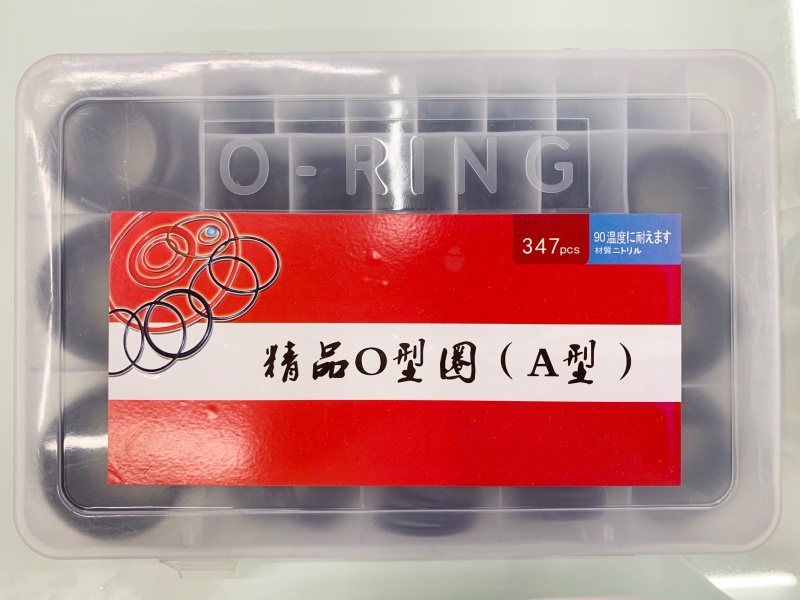 O-RING
347pcs
90温度に耐えます
材質ニトリル
精品O型圈（A型）